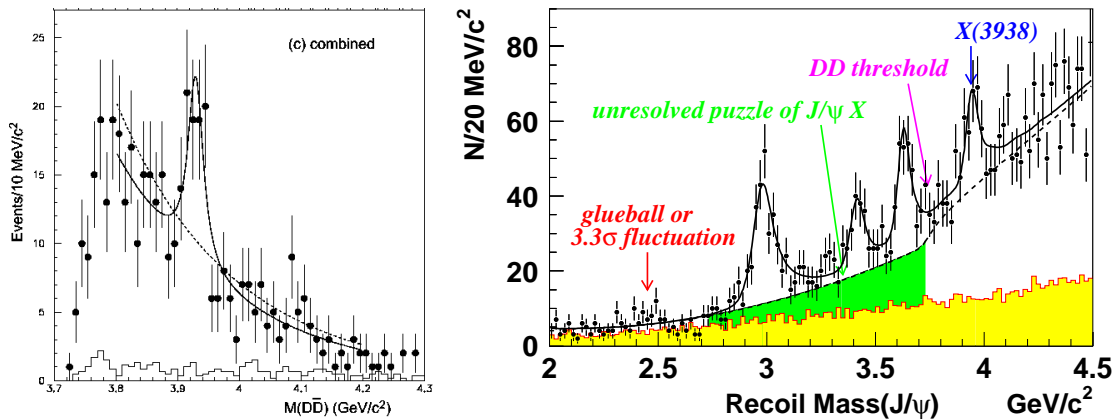 (c) combined
Events/10 MeV/c²
25
20
15
10
5
0
3,7
3,8
3,9
4,0
4,1
4,2
4,3
M(DD̅) (GeV/c²)
N/20 MeV/c²
80
60
40
20
0
X(3938)
DD threshold
unresolved puzzle of J/ψ X
glueball or
3.3σ fluctuation
2
2.5
3
3.5
4
4.5
Recoil Mass(J/ψ)
GeV/c²